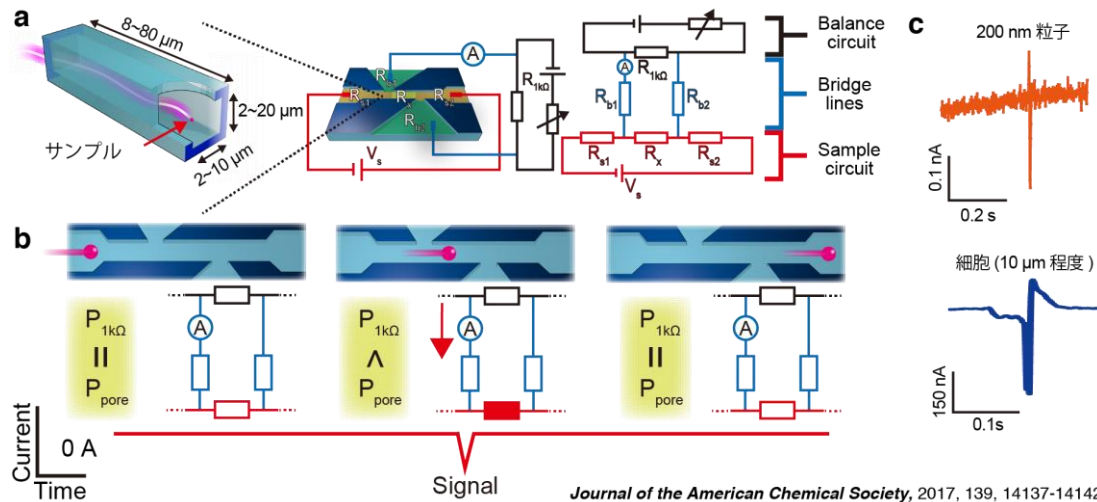 a
8~80 µm
2~20 µm
2~10 µm
サンプル
A
R1kΩ
Rs1
Rx
Rs2
Rb2
Vs
A
R1kΩ
Rb1
Rb2
Rs1
Rx
Rs2
Vs
Balance
circuit
Bridge
lines
Sample
circuit
b
P1kΩ
=
Ppore
A
P1kΩ
Ppore
A
P1kΩ
=
Ppore
A
Current
0 A
Time
Signal
c
200 nm 粒子
0.1 nA
0.2 s
細胞 (10 µm 程度 )
150 nA
0.1s
Journal of the American Chemical Society, 2017, 139, 14137-14142